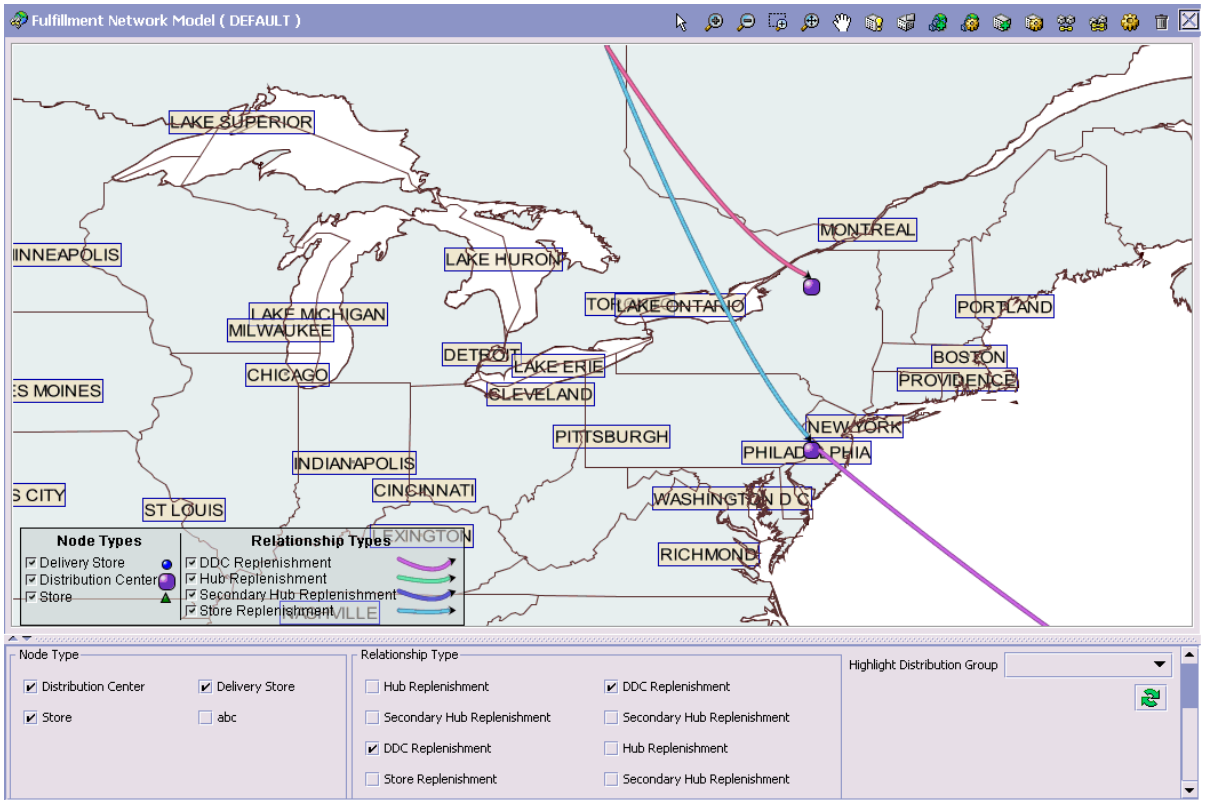 Fulfillment Network Model ( DEFAULT )
LAKE SUPERIOR
MONTREAL
INNEAPOLIS
LAKE HURON
LAKE ONTARIO
PORTLAND
LAKE MICHIGAN
MILWAUKEE
DETROIT
BOSTON
LAKE ERIE
CHICAGO
PROVIDENCE
ES MOINES
CLEVELAND
NEW YORK
PITTSBURGH
PHILADELPHIA
INDIANAPOLIS
CINCINNATI
S CITY
WASHINGTON D C
ST LOUIS
LEXINGTON
RICHMOND
NASHVILLE
Node Types
Delivery Store
Distribution Center
Store
Relationship Types
DDC Replenishment
Hub Replenishment
Secondary Hub Replenishment
Store Replenishment
Node Type
Distribution Center
Delivery Store
Store
abc
Relationship Type
Hub Replenishment
DDC Replenishment
Secondary Hub Replenishment
Secondary Hub Replenishment
DDC Replenishment
Hub Replenishment
Store Replenishment
Secondary Hub Replenishment
Highlight Distribution Group